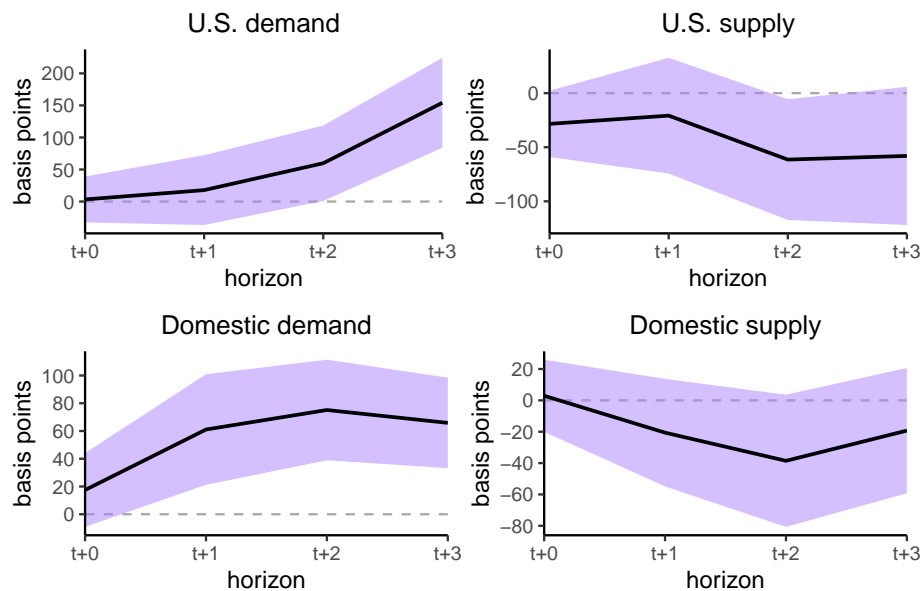 U.S. demand
basis points
200
150
100
50
0
t+0 t+1 t+2 t+3
horizon
U.S. supply
basis points
0
−50
−100
t+0 t+1 t+2 t+3
horizon
Domestic demand
basis points
100
80
60
40
20
0
t+0 t+1 t+2 t+3
horizon
Domestic supply
basis points
20
0
−20
−40
−60
−80
t+0 t+1 t+2 t+3
horizon